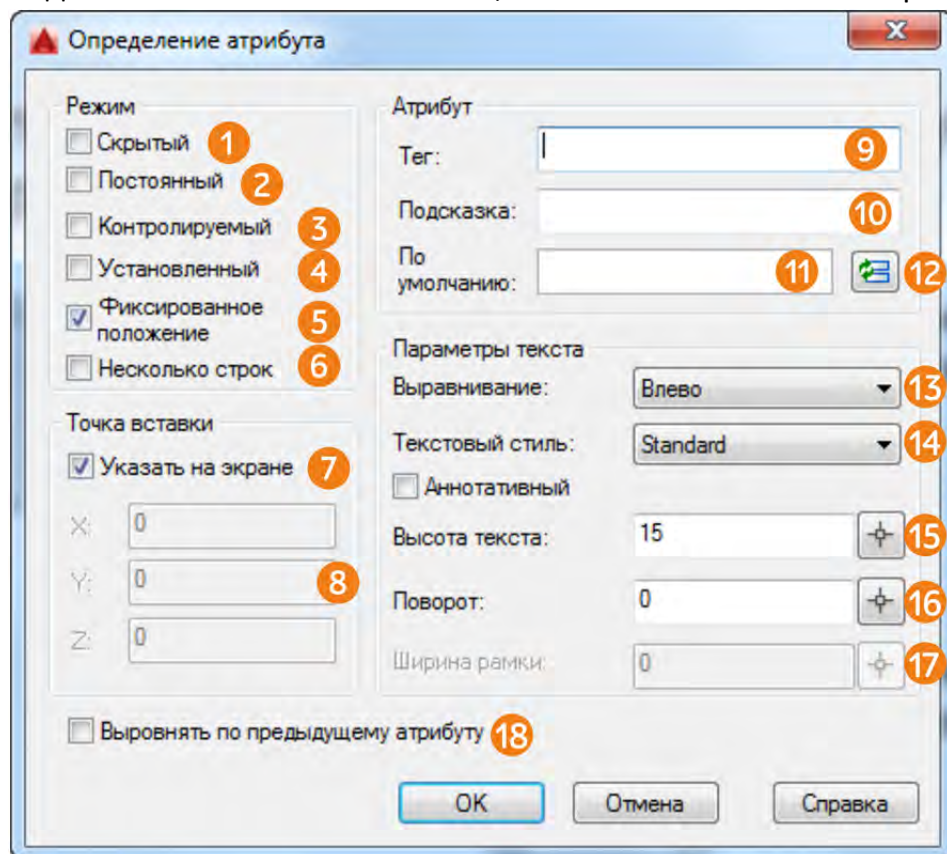 Определение атрибута
Режим
Скрытый 1
Постоянный 2
Контролируемый 3
Установленный 4
Фиксированное
положение 5
Несколько строк 6
Точка вставки
Указать на экране 7
X: 0
Y: 0 8
Z: 0
Атрибут
Тег: 9
Подсказка: 10
По
умолчанию: 11 12
Параметры текста
Выравнивание: Влево 13
Текстовый стиль: Standard 14
Аннотативный
Высота текста: 15 15
Поворот: 0 16
Ширина рамки: 0 17
Выровнять по предыдущему атрибуту 18
OK Отмена Справка